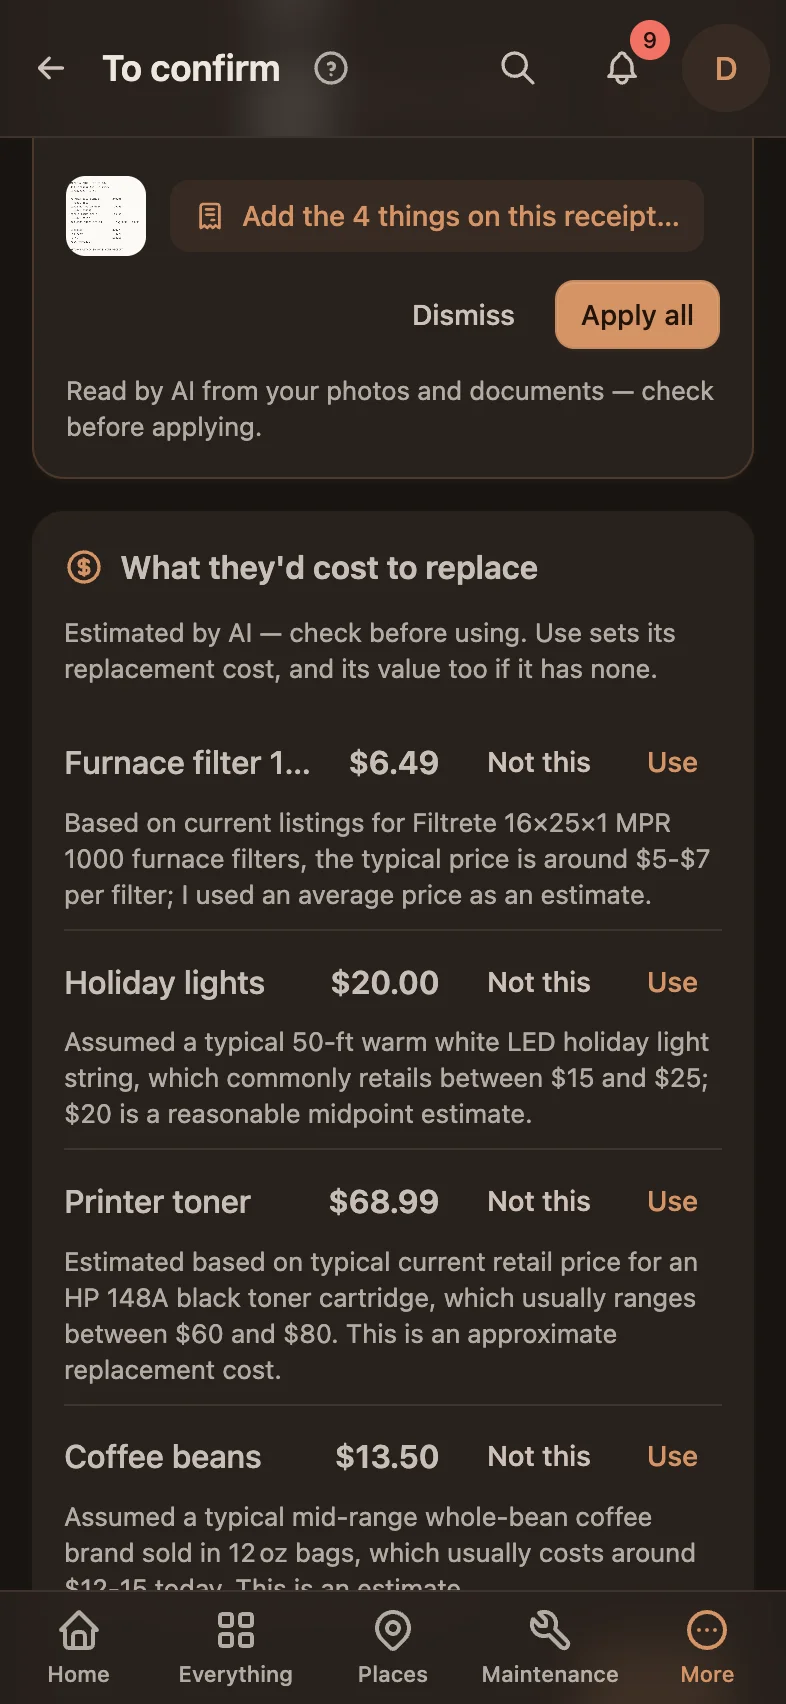 To confirm
9
D
Add the 4 things on this receipt...
Dismiss
Apply all
Read by AI from your photos and documents — check
before applying.
What they'd cost to replace
Estimated by AI — check before using. Use sets its
replacement cost, and its value too if it has none.
Furnace filter 1... $6.49 Not this Use
Based on current listings for Filtrete 16×25×1 MPR
1000 furnace filters, the typical price is around $5-$7
per filter; I used an average price as an estimate.
Holiday lights $20.00 Not this Use
Assumed a typical 50-ft warm white LED holiday light
string, which commonly retails between $15 and $25;
$20 is a reasonable midpoint estimate.
Printer toner $68.99 Not this Use
Estimated based on typical current retail price for an
HP 148A black toner cartridge, which usually ranges
between $60 and $80. This is an approximate
replacement cost.
Coffee beans $13.50 Not this Use
Assumed a typical mid-range whole-bean coffee
brand sold in 12 oz bags, which usually costs around
$12-15 today. This is an estimate
Home Everything Places Maintenance More